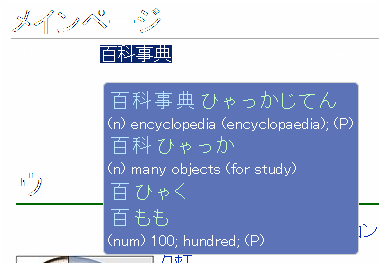 メインページ
百科事典
百科事典 ひゃっかじてん
(n) encyclopedia (encyclopaedia); (P)
百科 ひゃっか
(n) many objects (for study)
百 ひゃく
百 もも
(num) 100; hundred; (P)